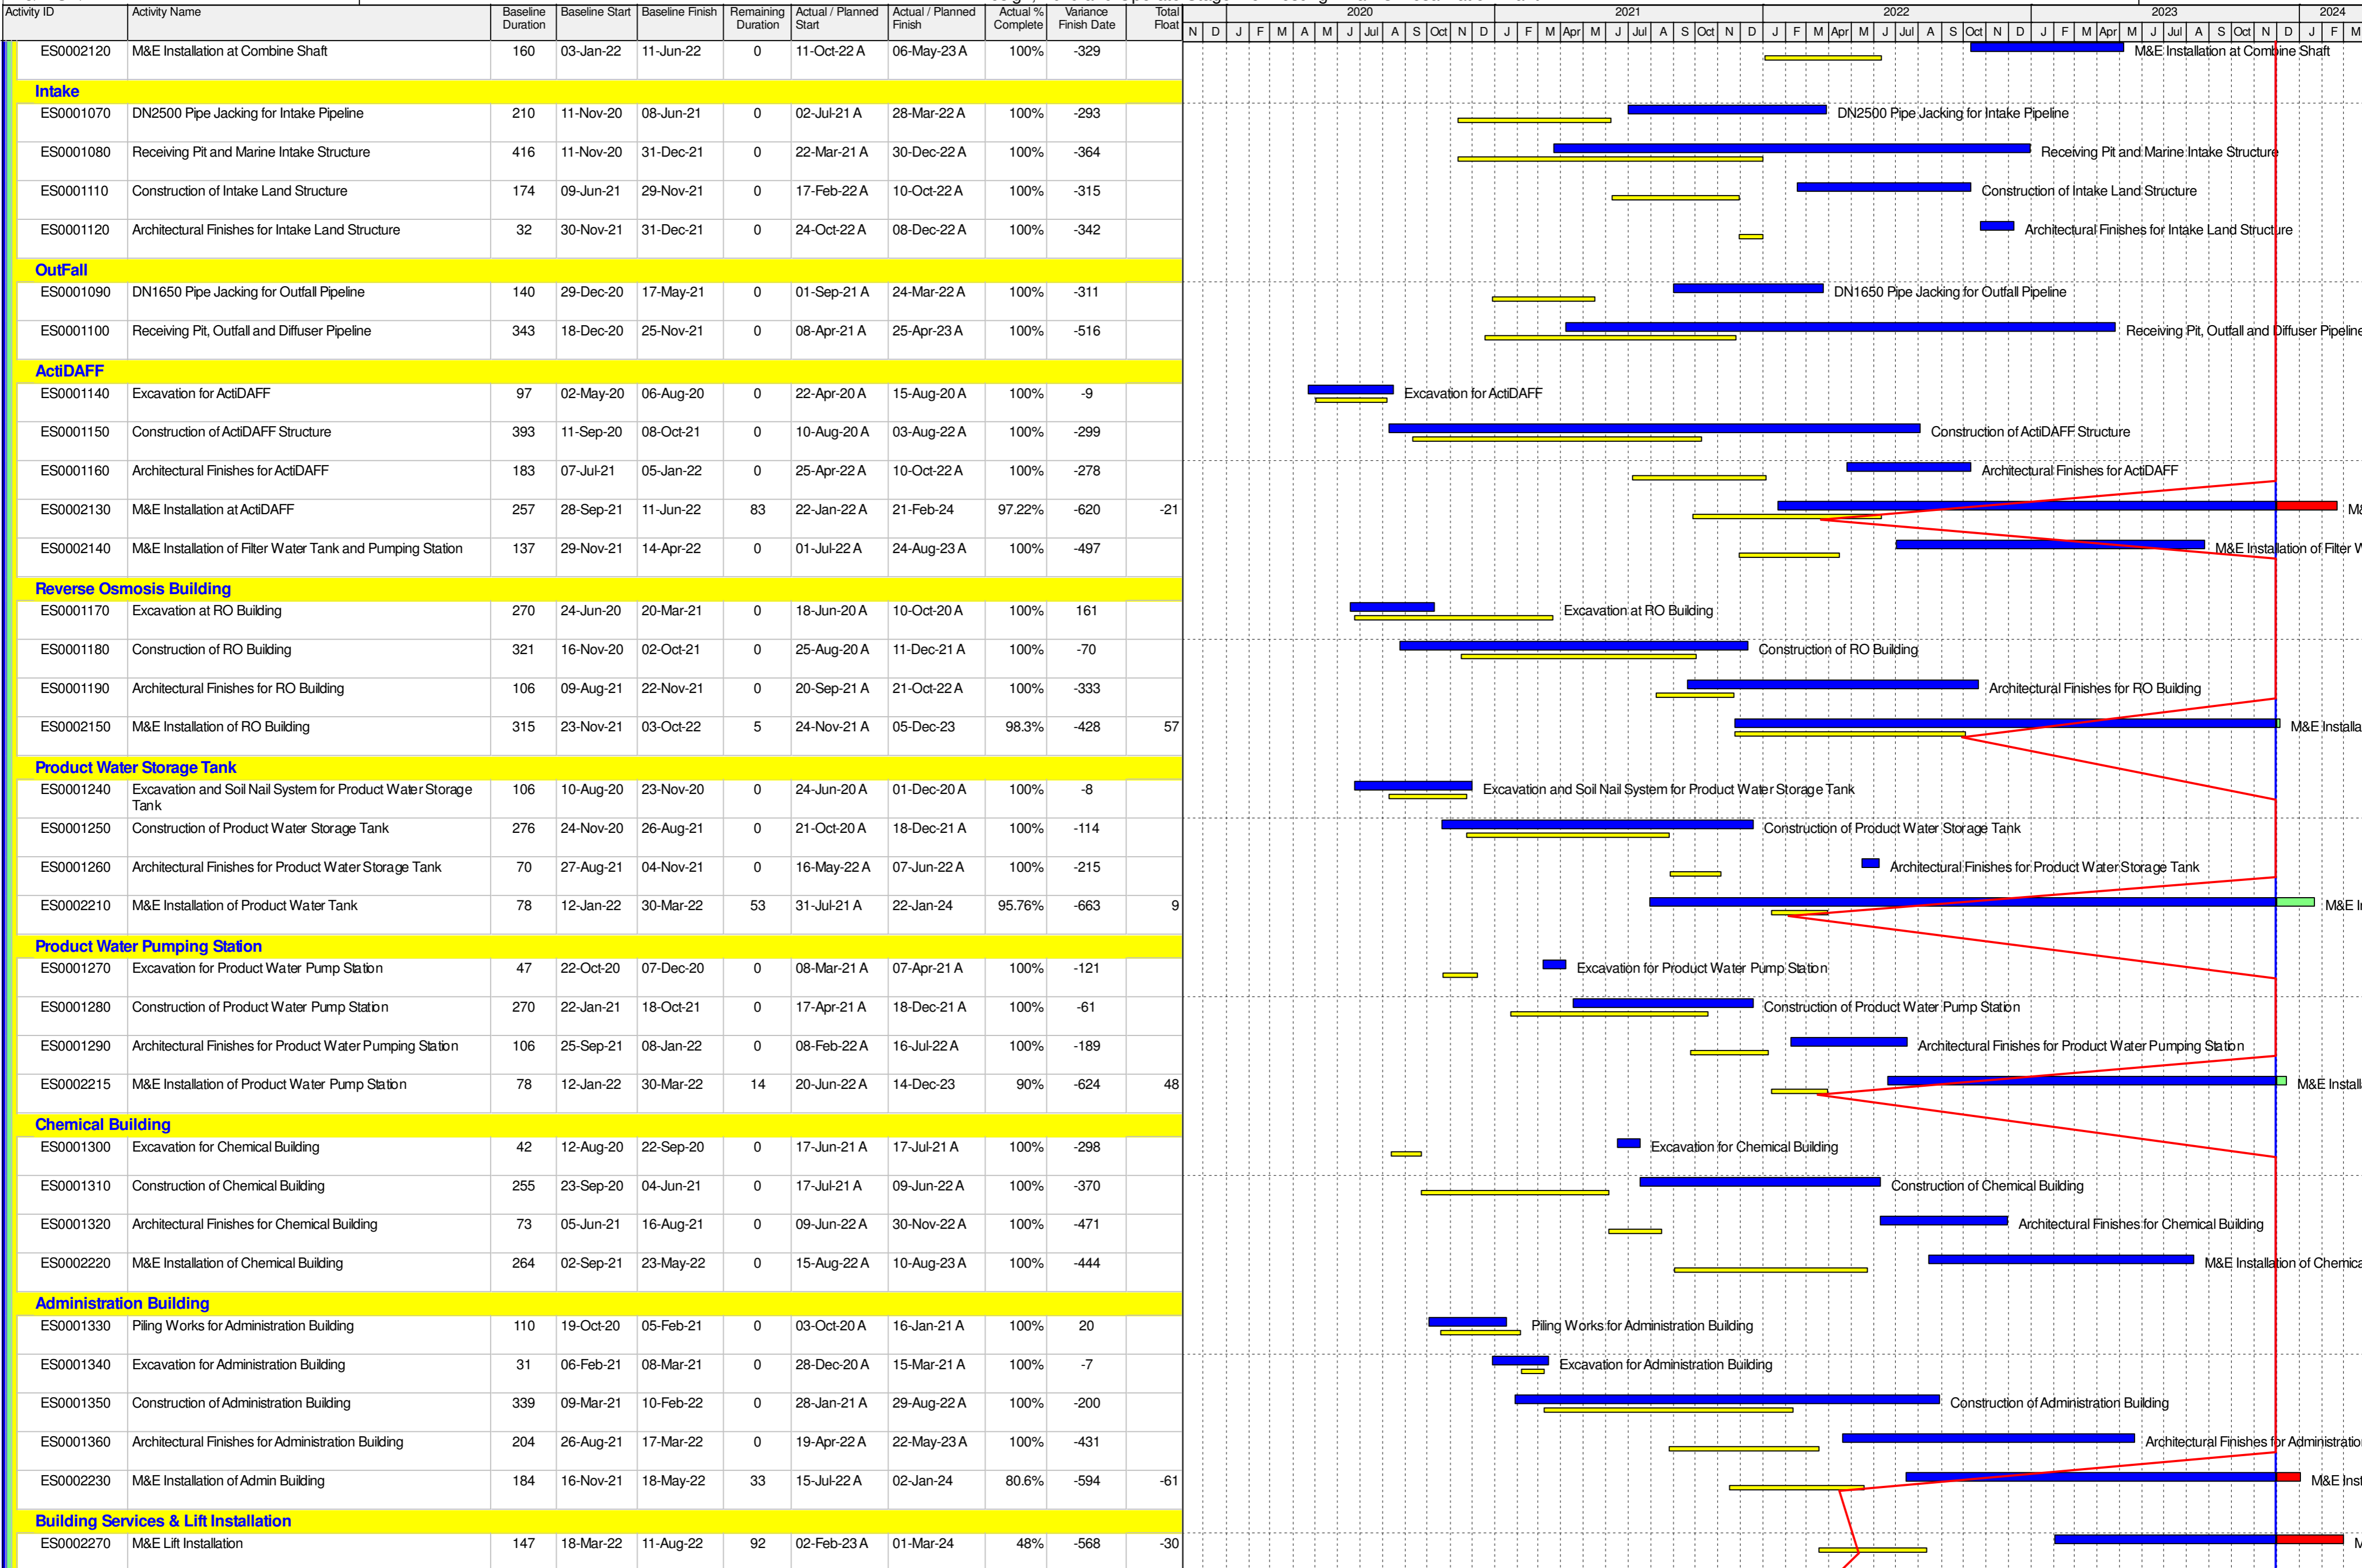 Activity ID Activity Name Baseline Duration Baseline Start Baseline Finish Remaining Duration Actual / Planned Start Actual / Planned Finish Actual % Complete Variance Finish Date Total Float 2020 2021 2022 2023 2024
N D J F M A M J Jul A S Oct N D J F M Apr M J Jul A S Oct N D J F M Apr M J Jul A S Oct N D J F M Apr M J Jul A S Oct N D J F M
ES0002120 M&E Installation at Combine Shaft 160 03-Jan-22 11-Jun-22 0 11-Oct-22 A 06-May-23 A 100% -329 M&E Installation at Combine Shaft
Intake
ES0001070 DN2500 Pipe Jacking for Intake Pipeline 210 11-Nov-20 08-Jun-21 0 02-Jul-21 A 28-Mar-22 A 100% -293 DN2500 Pipe Jacking for Intake Pipeline
ES0001080 Receiving Pit and Marine Intake Structure 416 11-Nov-20 31-Dec-21 0 22-Mar-21 A 30-Dec-22 A 100% -364 Receiving Pit and Marine Intake Structure
ES0001110 Construction of Intake Land Structure 174 09-Jun-21 29-Nov-21 0 17-Feb-22 A 10-Oct-22 A 100% -315 Construction of Intake Land Structure
ES0001120 Architectural Finishes for Intake Land Structure 32 30-Nov-21 31-Dec-21 0 24-Oct-22 A 08-Dec-22 A 100% -342 Architectural Finishes for Intake Land Structure
OutFall
ES0001090 DN1650 Pipe Jacking for Outfall Pipeline 140 29-Dec-20 17-May-21 0 01-Sep-21 A 24-Mar-22 A 100% -311 DN1650 Pipe Jacking for Outfall Pipeline
ES0001100 Receiving Pit, Outfall and Diffuser Pipeline 343 18-Dec-20 25-Nov-21 0 08-Apr-21 A 25-Apr-23 A 100% -516 Receiving Pit, Outfall and Diffuser Pipeline
ActiDAFF
ES0001140 Excavation for ActiDAFF 97 02-May-20 06-Aug-20 0 22-Apr-20 A 15-Aug-20 A 100% -9 Excavation for ActiDAFF
ES0001150 Construction of ActiDAFF Structure 393 11-Sep-20 08-Oct-21 0 10-Aug-20 A 03-Aug-22 A 100% -299 Construction of ActiDAFF Structure
ES0001160 Architectural Finishes for ActiDAFF 183 07-Jul-21 05-Jan-22 0 25-Apr-22 A 10-Oct-22 A 100% -278 Architectural Finishes for ActiDAFF
ES0002130 M&E Installation at ActiDAFF 257 28-Sep-21 11-Jun-22 83 22-Jan-22 A 21-Feb-24 97.22% -620 -21 M&
ES0002140 M&E Installation of Filter Water Tank and Pumping Station 137 29-Nov-21 14-Apr-22 0 01-Jul-22 A 24-Aug-23 A 100% -497 M&E Installation of Filter W
Reverse Osmosis Building
ES0001170 Excavation at RO Building 270 24-Jun-20 20-Mar-21 0 18-Jun-20 A 10-Oct-20 A 100% 161 Excavation at RO Building
ES0001180 Construction of RO Building 321 16-Nov-20 02-Oct-21 0 25-Aug-20 A 11-Dec-21 A 100% -70 Construction of RO Building
ES0001190 Architectural Finishes for RO Building 106 09-Aug-21 22-Nov-21 0 20-Sep-21 A 21-Oct-22 A 100% -333 Architectural Finishes for RO Building
ES0002150 M&E Installation of RO Building 315 23-Nov-21 03-Oct-22 5 24-Nov-21 A 05-Dec-23 98.3% -428 57 M&E Installa
Product Water Storage Tank
ES0001240 Excavation and Soil Nail System for Product Water Storage Tank 106 10-Aug-20 23-Nov-20 0 24-Jun-20 A 01-Dec-20 A 100% -8 Excavation and Soil Nail System for Product Water Storage Tank
ES0001250 Construction of Product Water Storage Tank 276 24-Nov-20 26-Aug-21 0 21-Oct-20 A 18-Dec-21 A 100% -114 Construction of Product Water Storage Tank
ES0001260 Architectural Finishes for Product Water Storage Tank 70 27-Aug-21 04-Nov-21 0 16-May-22 A 07-Jun-22 A 100% -215 Architectural Finishes for Product Water Storage Tank
ES0002210 M&E Installation of Product Water Tank 78 12-Jan-22 30-Mar-22 53 31-Jul-21 A 22-Jan-24 95.76% -663 9 M&E I
Product Water Pumping Station
ES0001270 Excavation for Product Water Pump Station 47 22-Oct-20 07-Dec-20 0 08-Mar-21 A 07-Apr-21 A 100% -121 Excavation for Product Water Pump Station
ES0001280 Construction of Product Water Pump Station 270 22-Jan-21 18-Oct-21 0 17-Apr-21 A 18-Dec-21 A 100% -61 Construction of Product Water Pump Station
ES0001290 Architectural Finishes for Product Water Pumping Station 106 25-Sep-21 08-Jan-22 0 08-Feb-22 A 16-Jul-22 A 100% -189 Architectural Finishes for Product Water Pumping Station
ES0002215 M&E Installation of Product Water Pump Station 78 12-Jan-22 30-Mar-22 14 20-Jun-22 A 14-Dec-23 90% -624 48 M&E Install
Chemical Building
ES0001300 Excavation for Chemical Building 42 12-Aug-20 22-Sep-20 0 17-Jun-21 A 17-Jul-21 A 100% -298 Excavation for Chemical Building
ES0001310 Construction of Chemical Building 255 23-Sep-20 04-Jun-21 0 17-Jul-21 A 09-Jun-22 A 100% -370 Construction of Chemical Building
ES0001320 Architectural Finishes for Chemical Building 73 05-Jun-21 16-Aug-21 0 09-Jun-22 A 30-Nov-22 A 100% -471 Architectural Finishes for Chemical Building
ES0002220 M&E Installation of Chemical Building 264 02-Sep-21 23-May-22 0 15-Aug-22 A 10-Aug-23 A 100% -444 M&E Installation of Chemica
Administration Building
ES0001330 Piling Works for Administration Building 110 19-Oct-20 05-Feb-21 0 03-Oct-20 A 16-Jan-21 A 100% 20 Piling Works for Administration Building
ES0001340 Excavation for Administration Building 31 06-Feb-21 08-Mar-21 0 28-Dec-20 A 15-Mar-21 A 100% -7 Excavation for Administration Building
ES0001350 Construction of Administration Building 339 09-Mar-21 10-Feb-22 0 28-Jan-21 A 29-Aug-22 A 100% -200 Construction of Administration Building
ES0001360 Architectural Finishes for Administration Building 204 26-Aug-21 17-Mar-22 0 19-Apr-22 A 22-May-23 A 100% -431 Architectural Finishes for Administratio
ES0002230 M&E Installation of Admin Building 184 16-Nov-21 18-May-22 33 15-Jul-22 A 02-Jan-24 80.6% -594 -61 M&E Inst
Building Services & Lift Installation
ES0002270 M&E Lift Installation 147 18-Mar-22 11-Aug-22 92 02-Feb-23 A 01-Mar-24 48% -568 -30 M